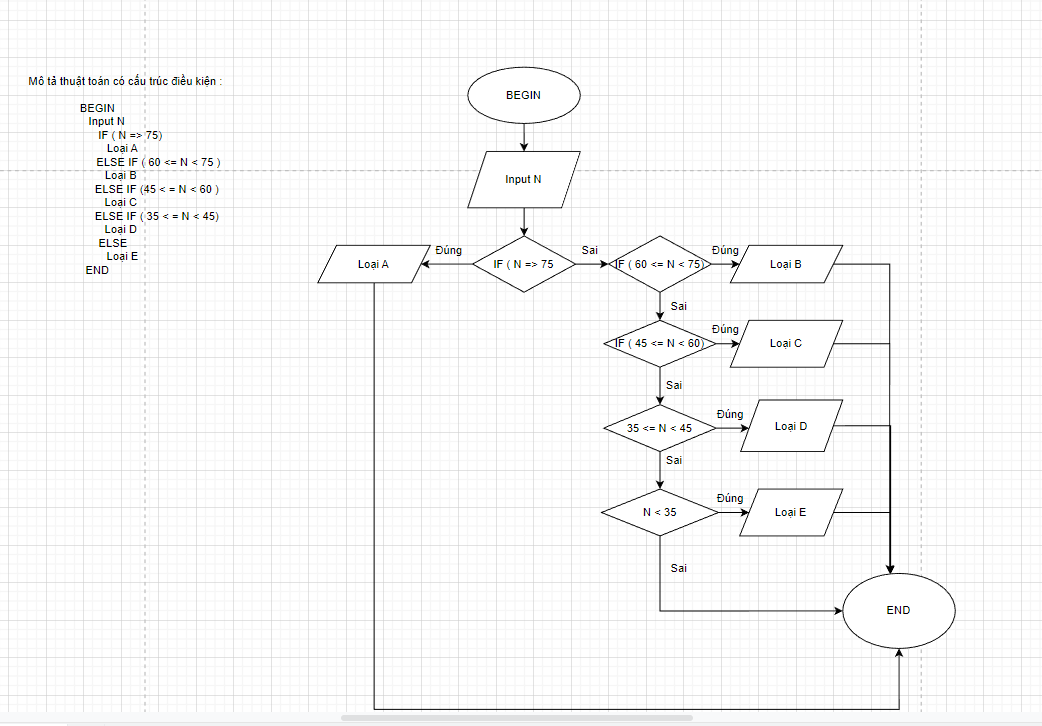 Mô tả thuật toán có cấu trúc điều kiện :
BEGIN
Input N
IF ( N => 75)
Loại A
ELSE IF ( 60 <= N < 75 )
Loại B
ELSE IF (45 < = N < 60 )
Loại C
ELSE IF ( 35 < = N < 45)
Loại D
ELSE
Loại E
END
BEGIN
Input N
IF ( N => 75
Đúng
Loại A
Sai
IF ( 60 <= N < 75)
Đúng
Loại B
Sai
IF ( 45 <= N < 60)
Đúng
Loại C
Sai
35 <= N < 45
Đúng
Loại D
Sai
N < 35
Đúng
Loại E
Sai
END